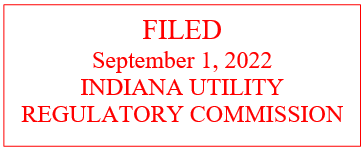 FILED
September 1, 2022
INDIANA UTILITY
REGULATORY COMMISSION